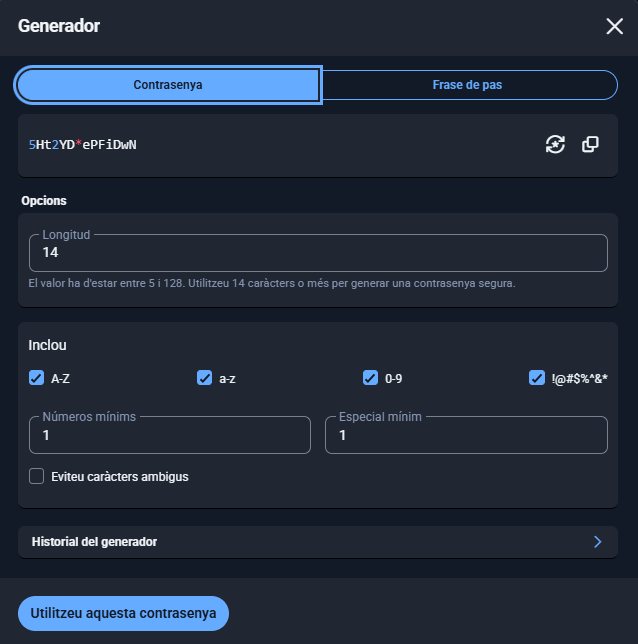 Generador
Contrasenya
Frase de pas
5Ht2YD*ePFiDwN
Opcions
Longitud
14
El valor ha d'estar entre 5 i 128. Utilitzeu 14 caràcters o més per generar una contrasenya segura.
Inclou
A-Z
a-z
0-9
!@#$%^&*
Números mínims
1
Especial mínim
1
Eviteu caràcters ambigus
Historial del generador
Utilitzeu aquesta contrasenya